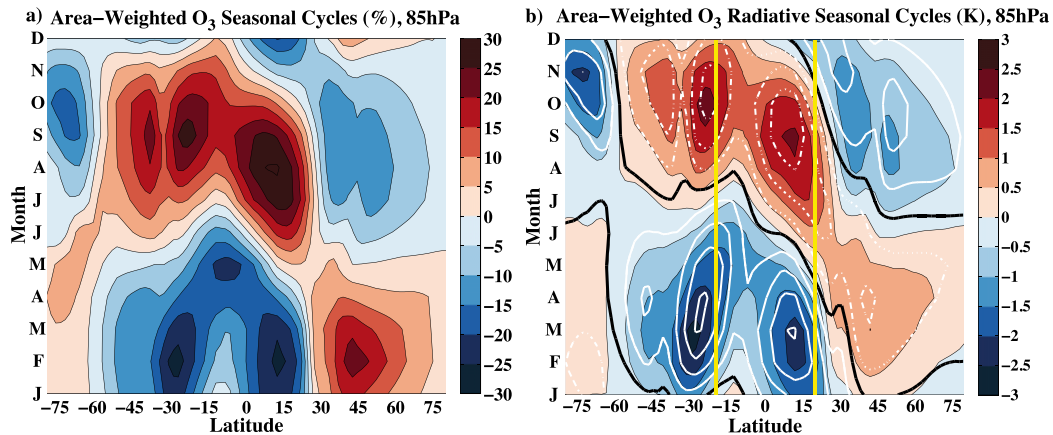 a) Area−Weighted O3 Seasonal Cycles (%), 85hPa
D
N
O
S
A
J
J
M
A
M
F
J
Month
−75 −60 −45 −30 −15 0 15 30 45 60 75
Latitude
30
25
20
15
10
5
0
−5
−10
−15
−20
−25
−30
b) Area−Weighted O3 Radiative Seasonal Cycles (K), 85hPa
D
N
O
S
A
J
J
M
A
M
F
J
Month
−75 −60 −45 −30 −15 0 15 30 45 60 75
Latitude
3
2.5
2
1.5
1
0.5
0
−0.5
−1
−1.5
−2
−2.5
−3